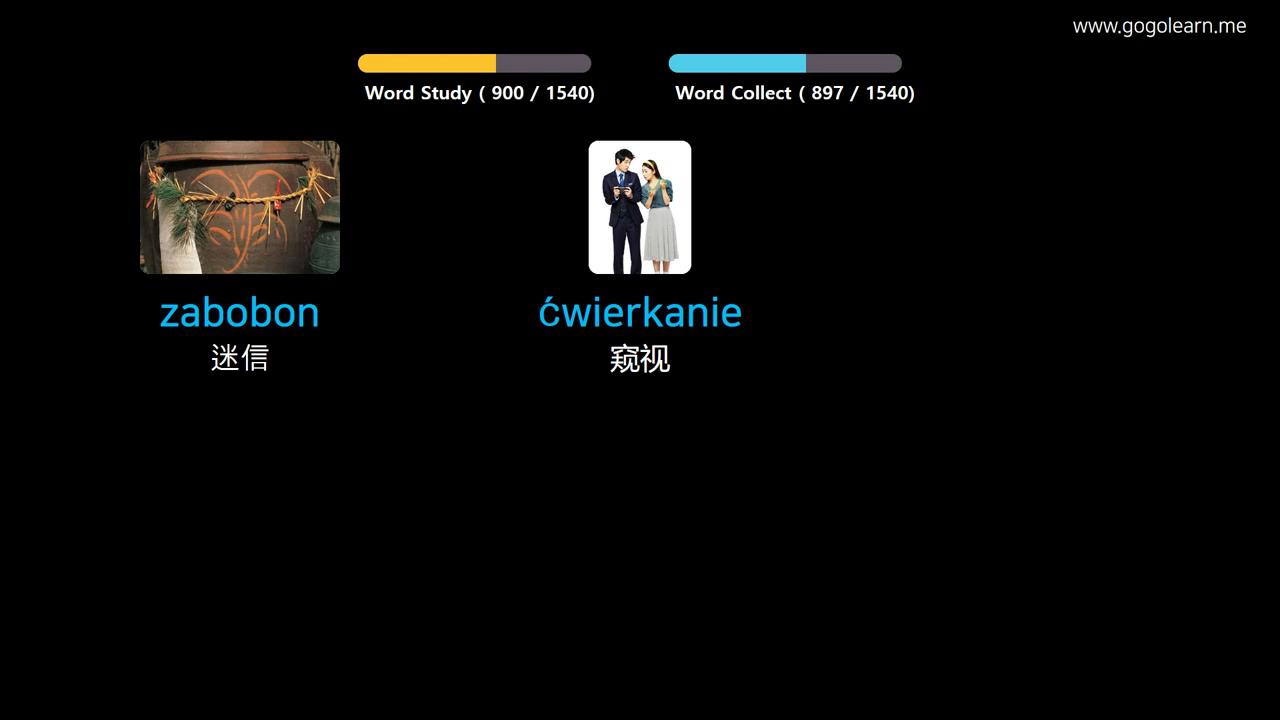 www.gogolearn.me
Word Study ( 900 / 1540)
Word Collect ( 897 / 1540)
zabobon
迷信
ćwierkanie
窥视